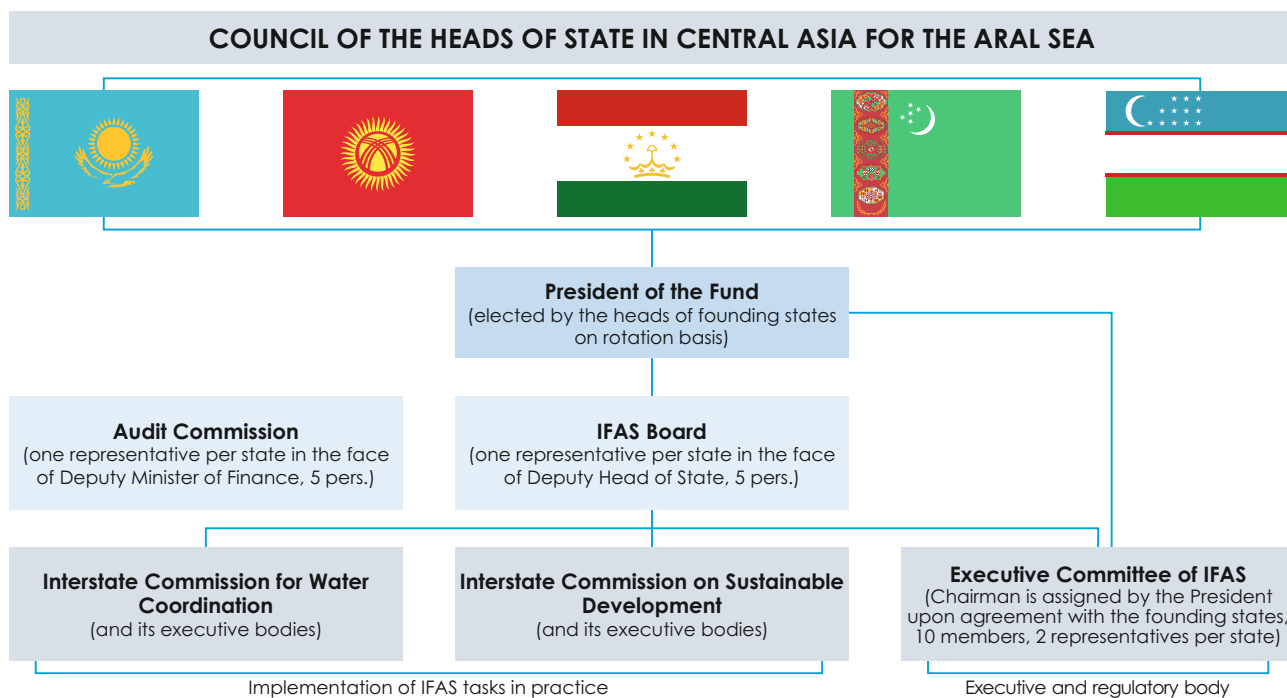 COUNCIL OF THE HEADS OF STATE IN CENTRAL ASIA FOR THE ARAL SEA
President of the Fund
(elected by the heads of founding states
on rotation basis)
Audit Commission
(one representative per state in the face
of Deputy Minister of Finance, 5 pers.)
IFAS Board
(one representative per state in the face
of Deputy Head of State, 5 pers.)
Interstate Commission for Water
Coordination
(and its executive bodies)
Interstate Commission on Sustainable
Development
(and its executive bodies)
Executive Committee of IFAS
(Chairman is assigned by the President
upon agreement with the founding states,
10 members, 2 representatives per state)
Implementation of IFAS tasks in practice
Executive and regulatory body